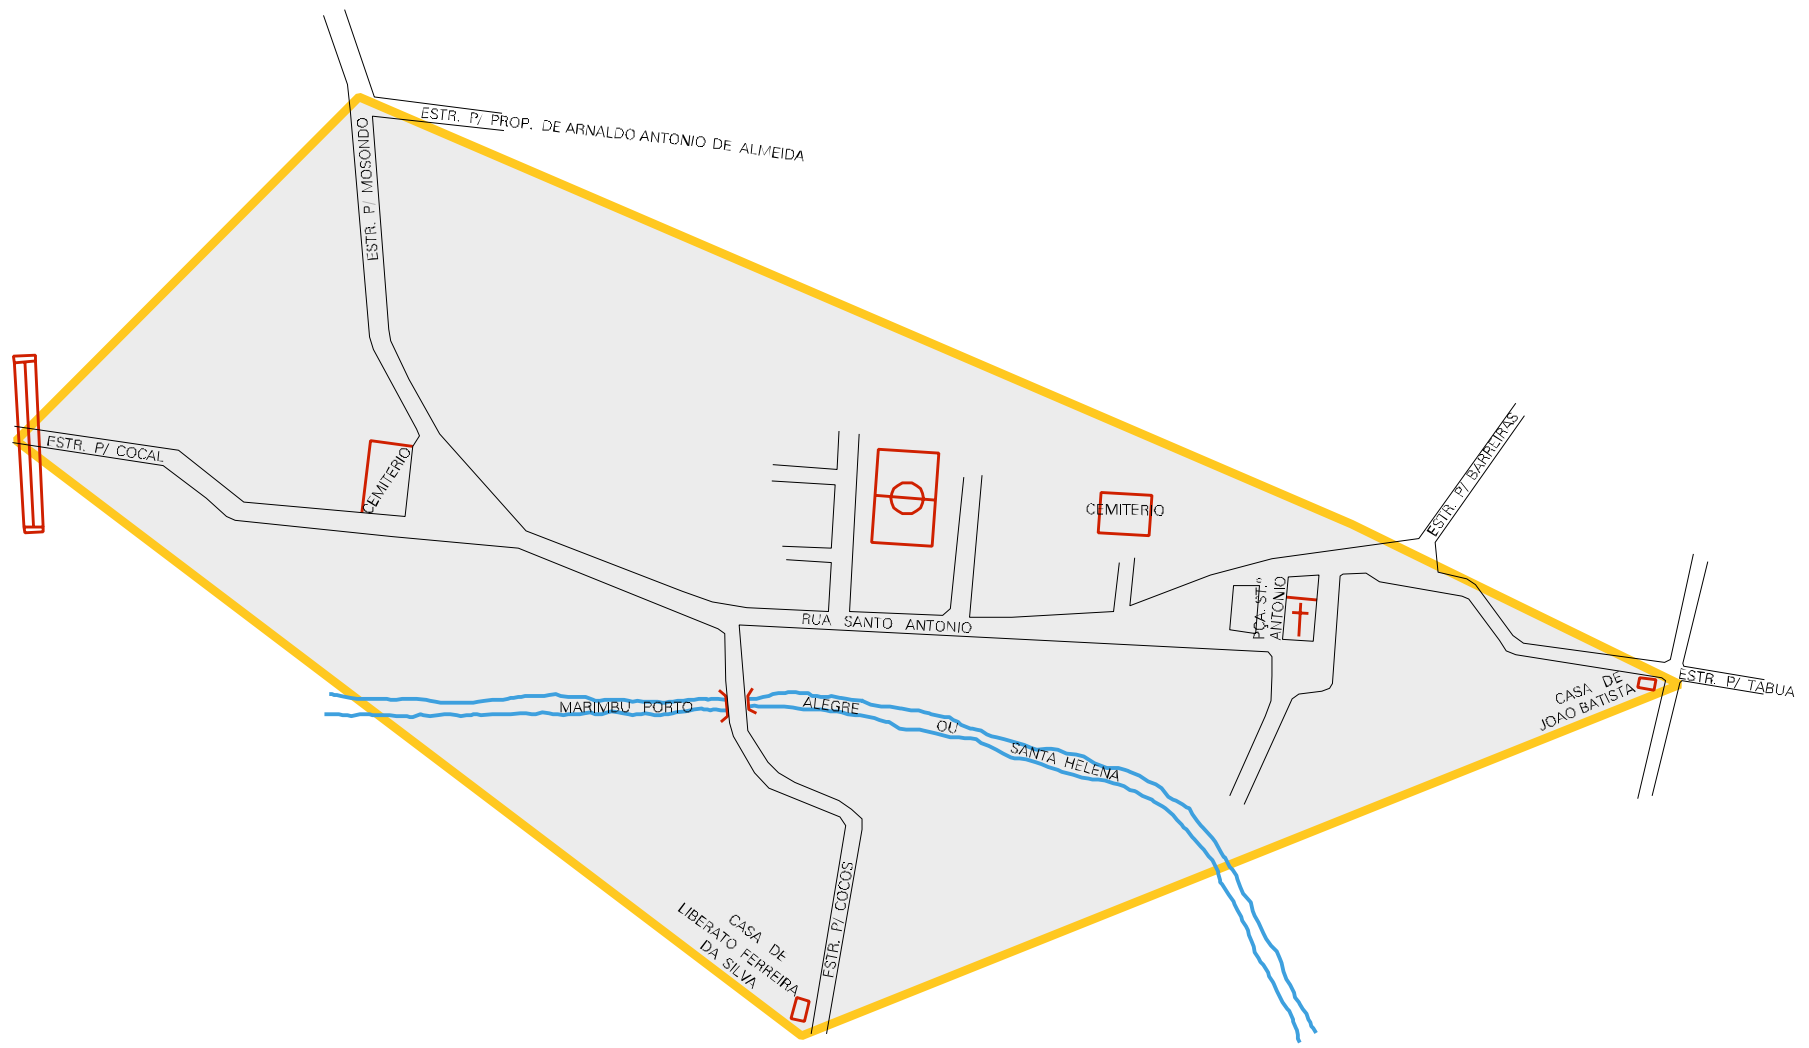 ESTR. P/ PROP. DE ARNALDO ANTONIO DE ALMEIDA
ESTR. P/ MOSONDO
ESTR. P/ COCAL
CEMITERIO
CEMITERIO
ESTR. P/ BARREIRAS
PCA. STº
ANTONIO
RUA SANTO ANTONIO
ESTR. P/ TABUA
CASA DE
JOAO BATISTA
MARIMBU PORTO ALEGRE OU SANTA HELENA
ESTR. P/ COCOS
CASA DE
LIBERATO FERREIRA
DA SILVA